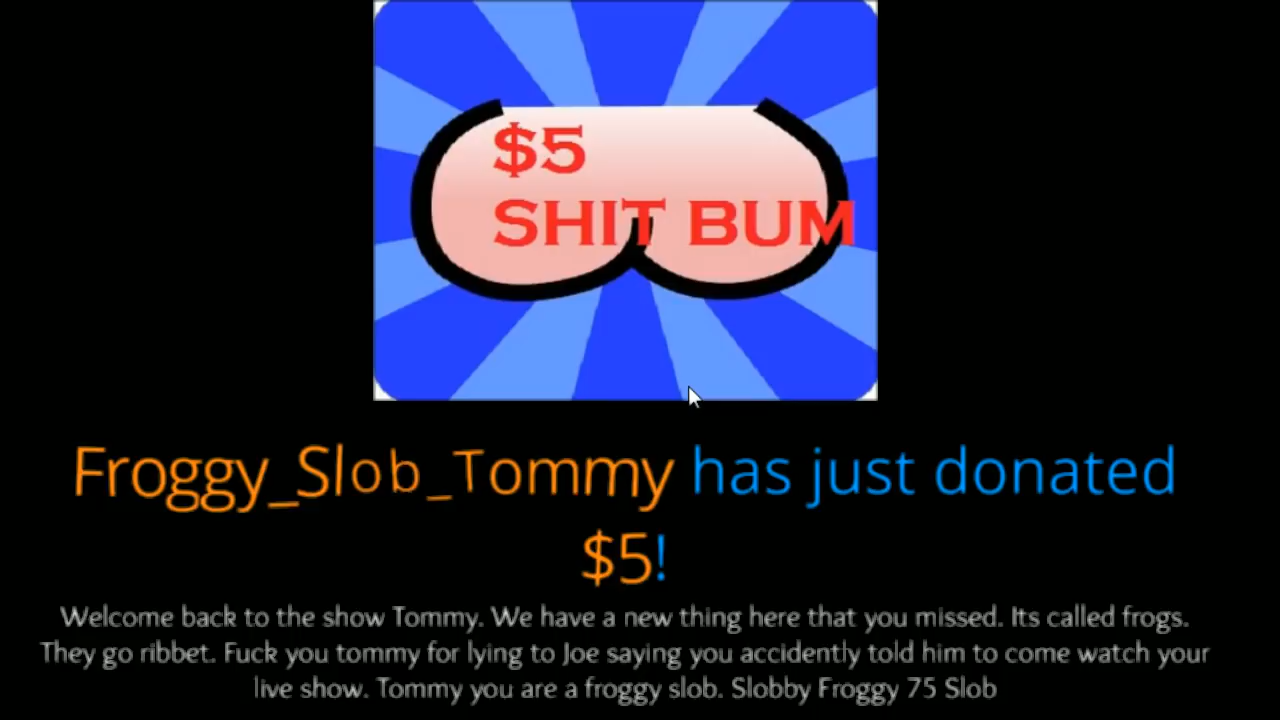 $5
SHIT BUM
Froggy_Slob_Tommy has just donated
$5!
Welcome back to the show Tommy. We have a new thing here that you missed. Its called frogs.
They go ribbet. Fuck you tommy for lying to Joe saying you accidently told him to come watch your
live show. Tommy you are a froggy slob. Slobby Froggy 75 Slob